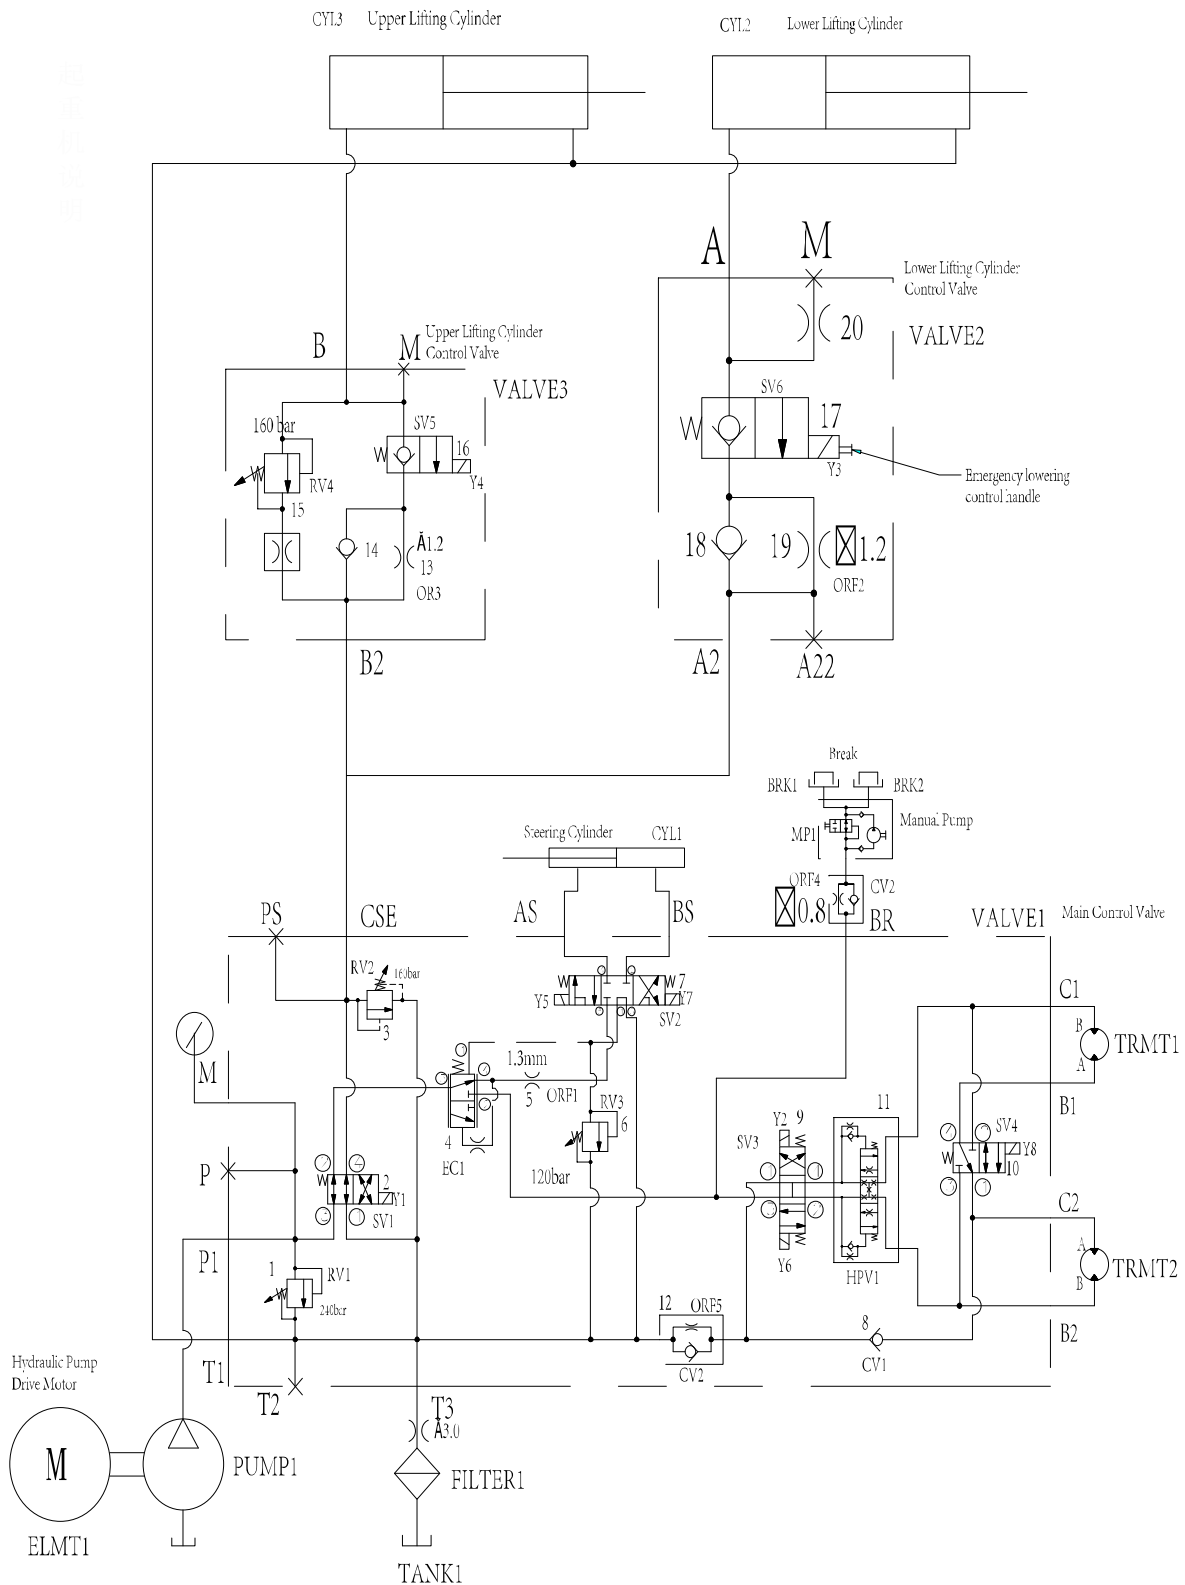 CYL3 Upper Lifting Cylinder
CYL2 Lower Lifting Cylinder
A M
Lower Lifting Cylinder
Control Valve
20 VALVE2
B M Upper Lifting Cylinder
Control Valve
VALVE3
SV6
17
Y3
160 bar
SV5
16
Y4
RV4
15
Emergency lowering
control handle
14
Ă1.2
13
OR3
18 19 1.2
ORF2
B2 A2 A22
Break
BRK1 BRK2
Manual Pump
MP1
Steering Cylinder CYL1
ORF4 CV2
0.8
BR
PS CSE AS BS
VALVE1 Main Control Valve
RV2 160bar
3
Y5 7
Y7
SV2
C1
B
A
TRMT1
M
1.3mm
5 ORF1
RV3
6
4
EC1
120bar
Y2 9
SV3
Y6
11
HPV1
B1
SV4
Y8
10
P
2
Y1
SV1
C2
A
B
TRMT2
P1
1 RV1
240bar
12 ORF5
CV2
8
CV1
B2
T1
T2
T3
Ă3.0
Hydraulic Pump
Drive Motor
M
PUMP1
FILTER1
ELMT1
TANK1